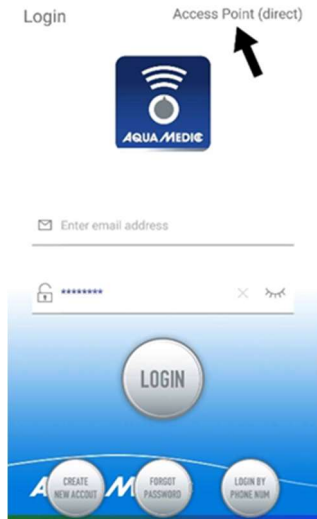 Login
Access Point (direct)
AQUA MEDIC
Enter email address
********
LOGIN
CREATE
NEW ACCOUT
FORGOT
PASSWORD
LOGIN BY
PHONE NUM